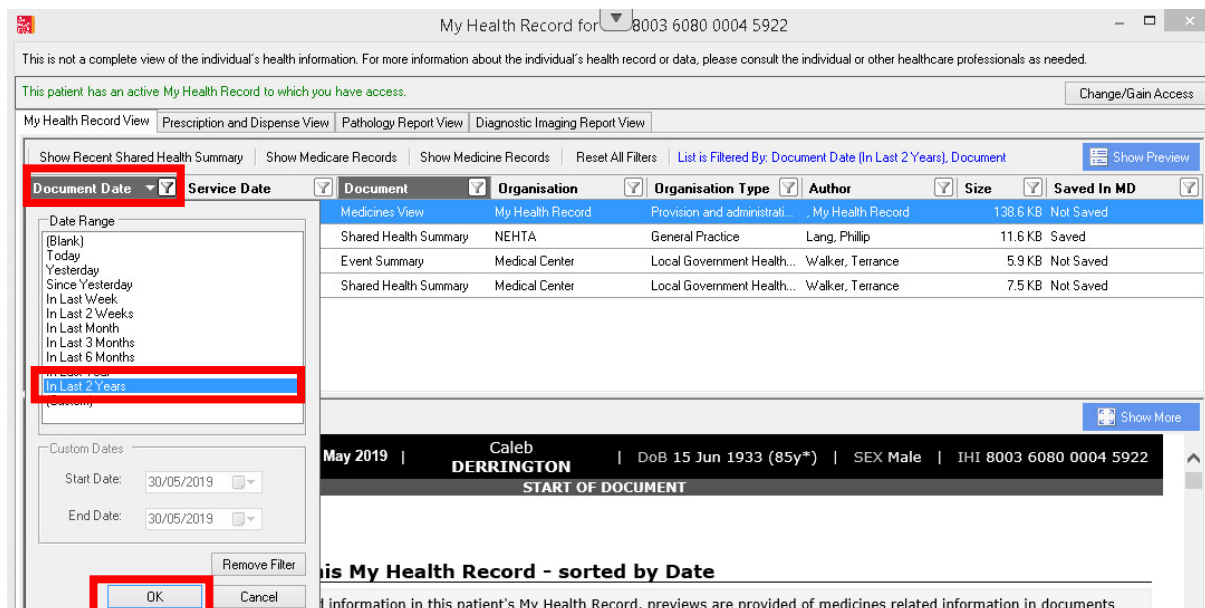 My Health Record for 8003 6080 0004 5922
This is not a complete view of the individual's health information. For more information about the individual's health record or data, please consult the individual or other healthcare professionals as needed.
This patient has an active My Health Record to which you have access.
Change/Gain Access
My Health Record View Prescription and Dispense View Pathology Report View Diagnostic Imaging Report View
Show Recent Shared Health Summary Show Medicare Records Show Medicine Records Reset All Filters List is Filtered By: Document Date (In Last 2 Years), Document Show Preview
Document Date Service Date Document Organisation Organisation Type Author Size Saved In MD
Medicines View My Health Record Provision and administrati... , My Health Record 138.6 KB Not Saved
Shared Health Summary NEHTA General Practice Lang, Phillip 11.6 KB Saved
Event Summary Medical Center Local Government Health... Walker, Terrance 5.9 KB Not Saved
Shared Health Summary Medical Center Local Government Health... Walker, Terrance 7.5 KB Not Saved
Date Range
(Blank)
Today
Yesterday
Since Yesterday
In Last Week
In Last 2 Weeks
In Last Month
In Last 3 Months
In Last 6 Months
In Last Year
In Last 2 Years
(Custom)
Show More
Custom Dates
Start Date: 30/05/2019
End Date: 30/05/2019
Remove Filter
OK Cancel
May 2019 | Caleb DERRINGTON | DoB 15 Jun 1933 (85y*) | SEX Male | IHI 8003 6080 0004 5922
START OF DOCUMENT
is My Health Record - sorted by Date
information in this patient's My Health Record, previews are provided of medicines related information in documents